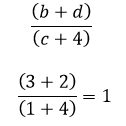 (b + d)
(c + 4)
(3 + 2)
(1 + 4) = 1